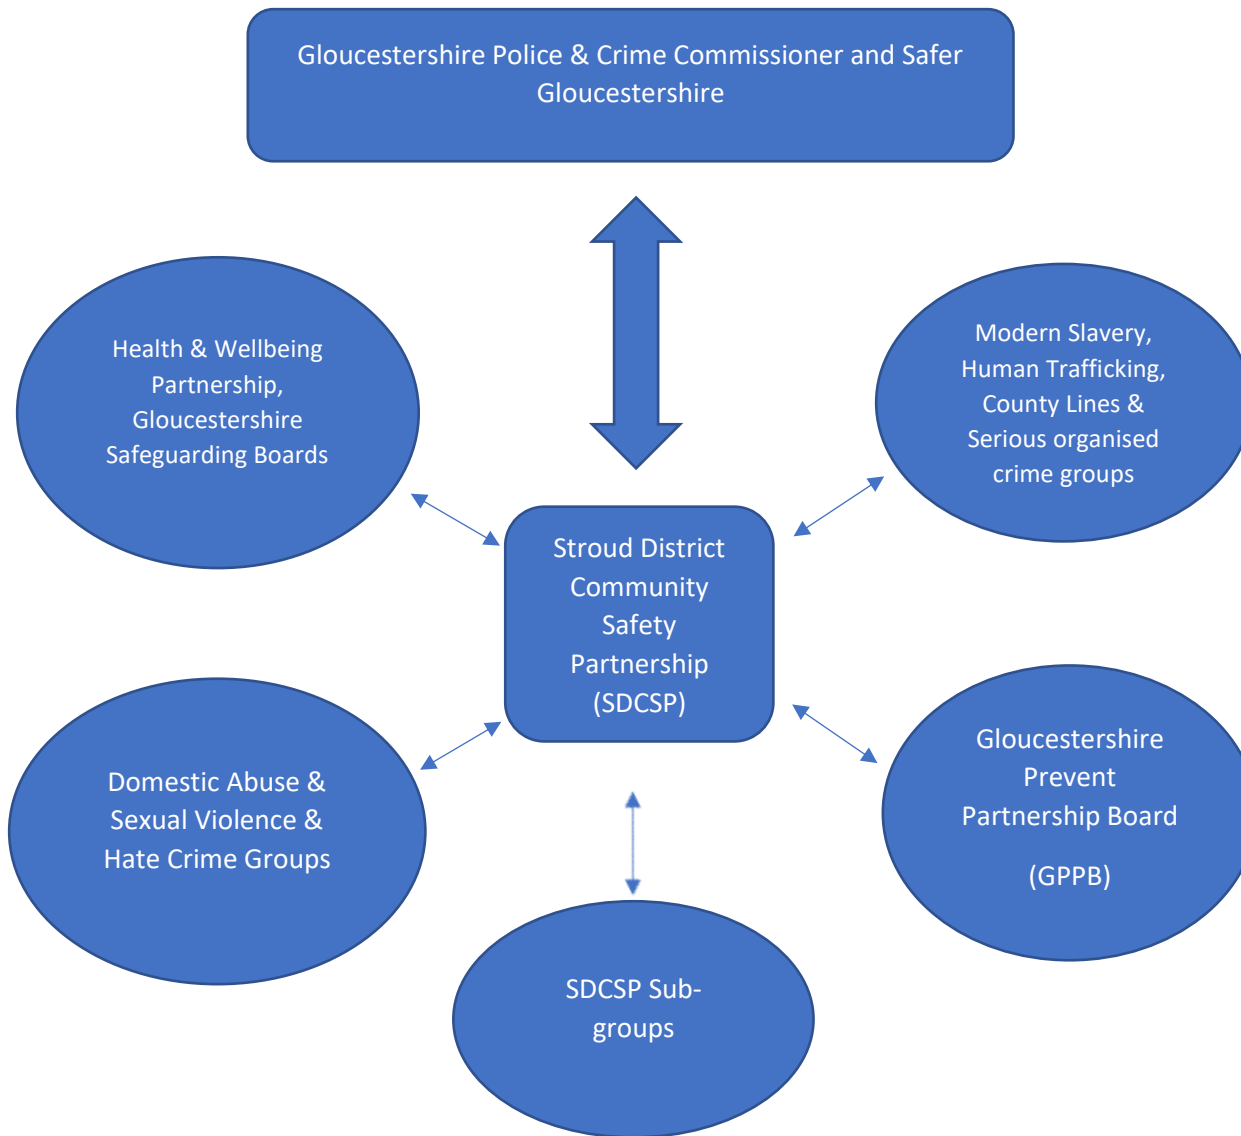 Gloucestershire Police & Crime Commissioner and Safer
Gloucestershire
Health & Wellbeing
Partnership,
Gloucestershire
Safeguarding Boards
Modern Slavery,
Human Trafficking,
County Lines &
Serious organised
crime groups
Stroud District
Community
Safety
Partnership
(SDCSP)
Domestic Abuse &
Sexual Violence &
Hate Crime Groups
Gloucestershire
Prevent
Partnership Board
(GPPB)
SDCSP Sub-
groups